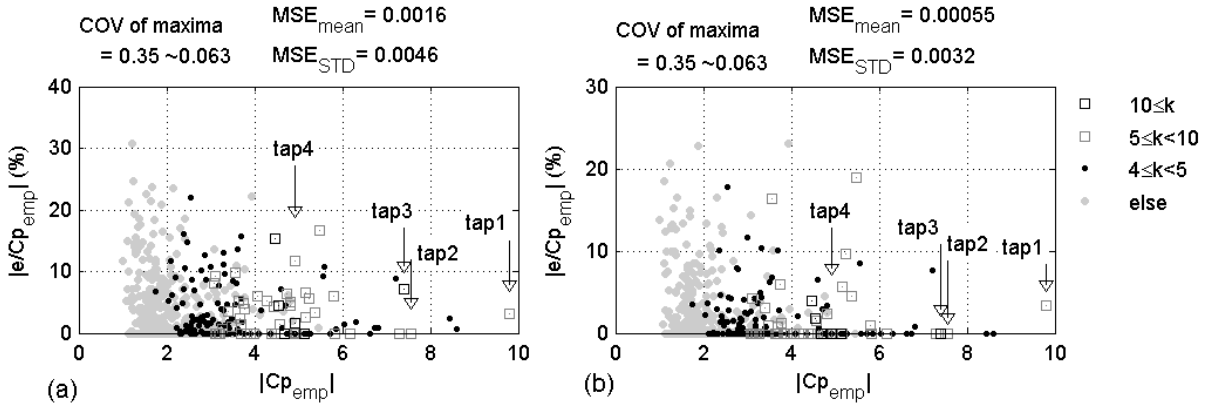 COV of maxima
= 0.35 ~0.063
MSE_mean = 0.0016
MSE_STD = 0.0046
50
40
30
20
10
0
|e/Cp_emp| (%)
tap4
tap3
tap2
tap1
0 2 4 6 8 10
|Cp_emp|
(a)
COV of maxima
= 0.35 ~0.063
MSE_mean = 0.00055
MSE_STD = 0.0032
30
20
10
0
|e/Cp_emp| (%)
tap4
tap3
tap2
tap1
0 2 4 6 8 10
|Cp_emp|
(b)
10≤k
5≤k<10
4≤k<5
else